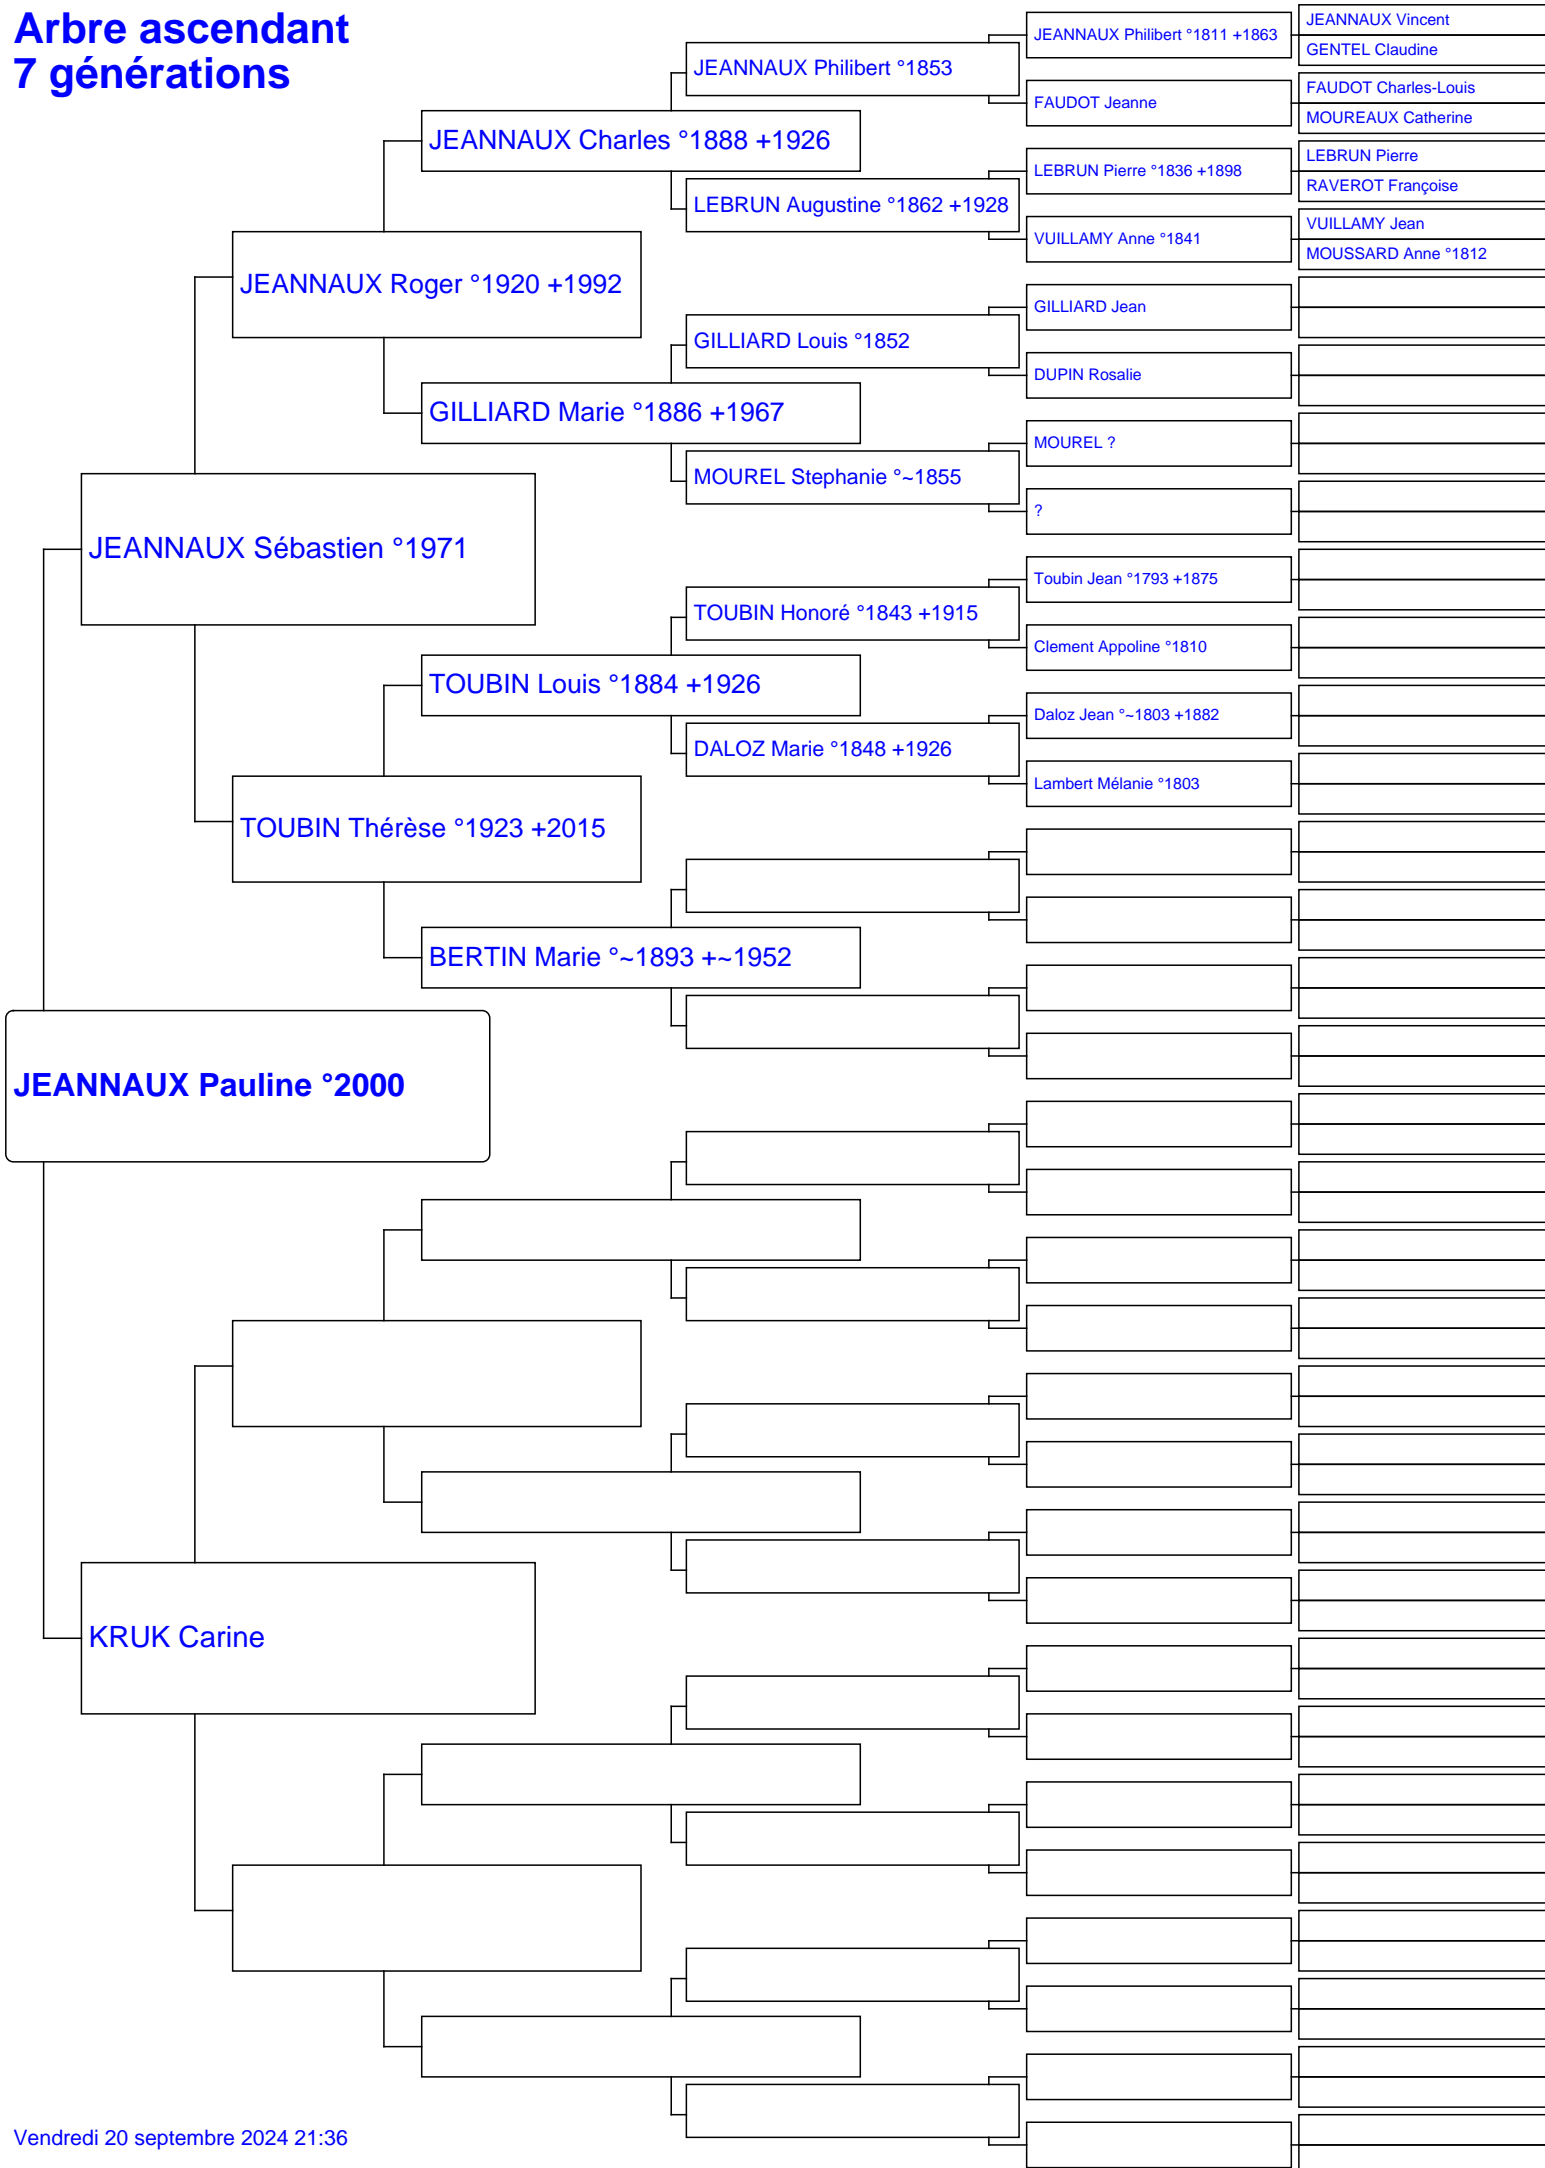 Arbre ascendant
7 générations
JEANNAUX Pauline °2000
JEANNAUX Sébastien °1971
KRUK Carine
JEANNAUX Roger °1920 +1992
TOUBIN Thérèse °1923 +2015
JEANNAUX Charles °1888 +1926
GILLIARD Marie °1886 +1967
TOUBIN Louis °1884 +1926
BERTIN Marie °~1893 +~1952
JEANNAUX Philibert °1853
LEBRUN Augustine °1862 +1928
GILLIARD Louis °1852
MOUREL Stephanie °~1855
TOUBIN Honoré °1843 +1915
DALOZ Marie °1848 +1926
JEANNAUX Philibert °1811 +1863
FAUDOT Jeanne
LEBRUN Pierre °1836 +1898
VUILLAMY Anne °1841
GILLIARD Jean
DUPIN Rosalie
MOUREL ?
?
Toubin Jean °1793 +1875
Clement Appoline °1810
Daloz Jean °~1803 +1882
Lambert Mélanie °1803
JEANNAUX Vincent
GENTEL Claudine
FAUDOT Charles-Louis
MOUREAUX Catherine
LEBRUN Pierre
RAVEROT Françoise
VUILLAMY Jean
MOUSSARD Anne °1812
Vendredi 20 septembre 2024 21:36